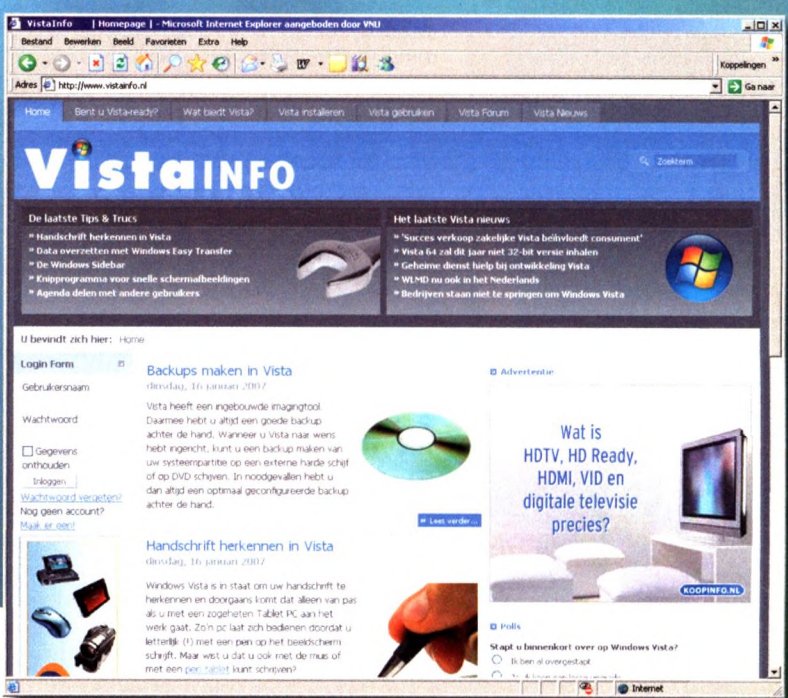 VistaInfo | Homepage | - Microsoft Internet Explorer aangeboden door VNU
Bestand Bewerken Beeld Favorieten Extra Help
Koppelingen
Adres http://www.vistainfo.nl Ga naar
Home Bent u Vista-ready? Wat biedt Vista? Vista installeren Vista gebruiken Vista Forum Vista Nieuws
VistaINFO
Zoekterm
De laatste Tips & Trucs
» Handschrift herkennen in Vista
» Data overzetten met Windows Easy Transfer
» De Windows Sidebar
» Knipprogramma voor snelle schermafbeeldingen
» Agenda delen met andere gebruikers
Het laatste Vista nieuws
» 'Succes verkoop zakelijke Vista beïnvloedt consument'
» Vista 64 zal dit jaar niet 32-bit versie inhalen
» Geheime dienst hielp bij ontwikkeling Vista
» WLMD nu ook in het Nederlands
» Bedrijven staan niet te springen om Windows Vista
U bevindt zich hier: Home
Login Form
Gebruikersnaam
Wachtwoord
Gegevens
onthouden
Inloggen
Wachtwoord vergeten?
Nog geen account?
Maak er een!
Backups maken in Vista
dinsdag, 16 januari 2007
Vista heeft een ingebouwde imagingtool.
Daarmee hebt u altijd een goede backup
achter de hand. Wanneer u Vista naar wens
hebt ingericht, kunt u een backup maken van
uw systeempartitie op een externe harde schijf
of op DVD schijven. In noodgevallen hebt u
dan altijd een optimaal geconfigureerde backup
achter de hand.
» Lees verder...
Handschrift herkennen in Vista
dinsdag, 16 januari 2007
Windows Vista is in staat om uw handschrift te
herkennen en doorgaans komt dat alleen van pas
als u met een zogeheten Tablet PC aan het
werk gaat. Zo'n pc laat zich bedienen doordat u
letterlijk (!) met een pen op het beeldscherm
schrijft. Maar wist u dat u ook met de muis of
met een pen tablet kunt schrijven?
Advertentie
Wat is
HDTV, HD Ready,
HDMI, VID en
digitale televisie
precies?
KOOPINFO.NL
Polls
Stapt u binnenkort over op Windows Vista?
Ik ben al overgestapt
Internet